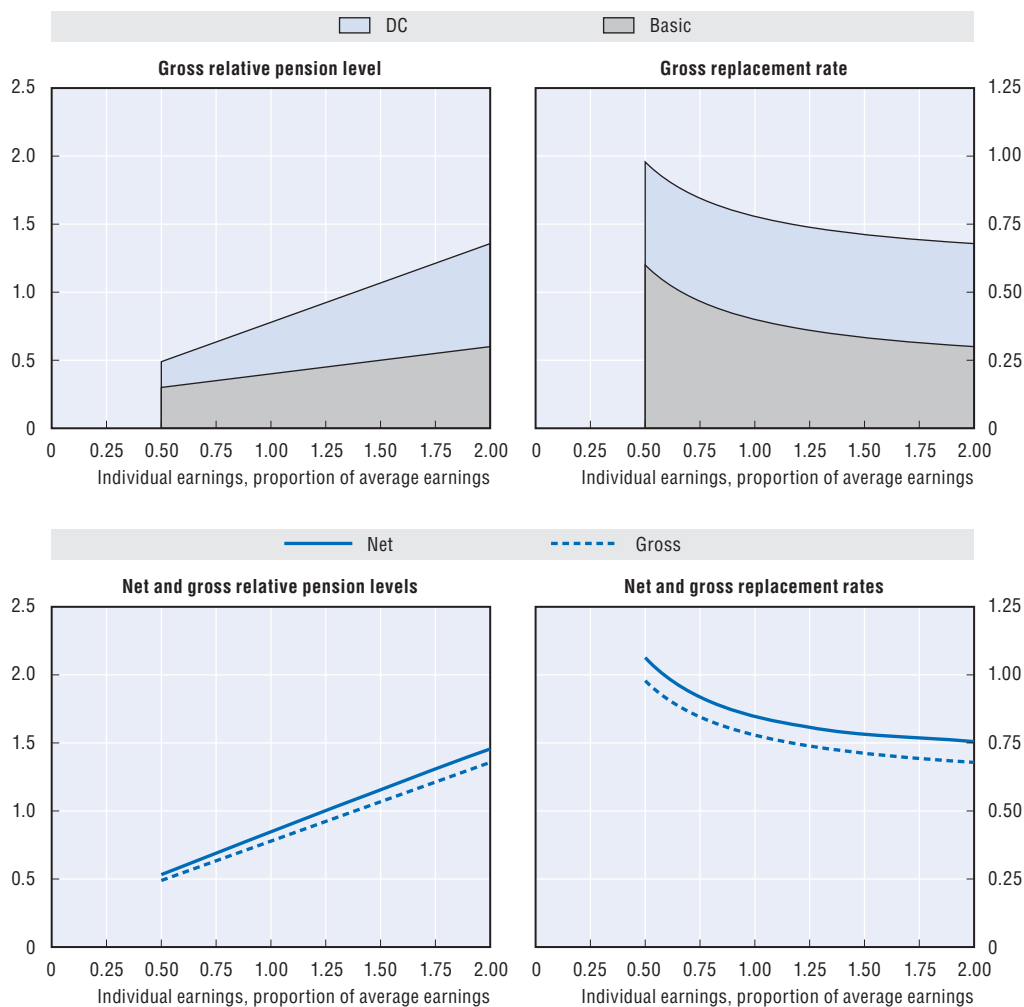 DC Basic
Gross relative pension level
Gross replacement rate
2.5
2.0
1.5
1.0
0.5
0
1.25
1.00
0.75
0.50
0.25
0
0 0.25 0.50 0.75 1.00 1.25 1.50 1.75 2.00
0 0.25 0.50 0.75 1.00 1.25 1.50 1.75 2.00
Individual earnings, proportion of average earnings
Individual earnings, proportion of average earnings
Net Gross
Net and gross relative pension levels
Net and gross replacement rates
2.5
2.0
1.5
1.0
0.5
0
1.25
1.00
0.75
0.50
0.25
0
0 0.25 0.50 0.75 1.00 1.25 1.50 1.75 2.00
0 0.25 0.50 0.75 1.00 1.25 1.50 1.75 2.00
Individual earnings, proportion of average earnings
Individual earnings, proportion of average earnings